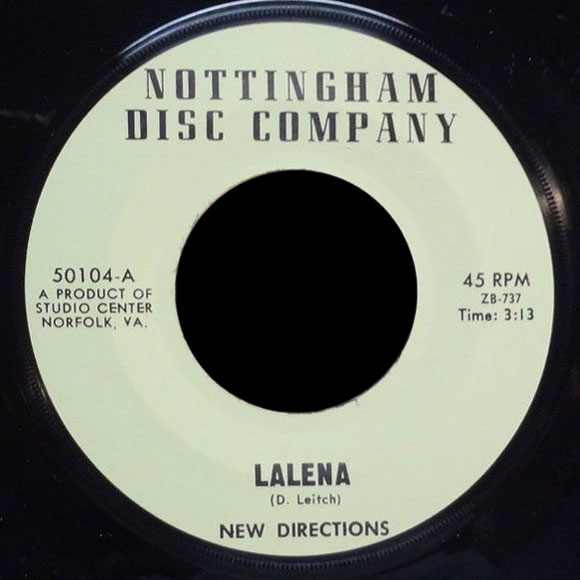 NOTTINGHAM
DISC COMPANY
50104-A
A PRODUCT OF
STUDIO CENTER
NORFOLK, VA.
45 RPM
ZB-737
Time: 3:13
LALENA
(D. Leitch)
NEW DIRECTIONS